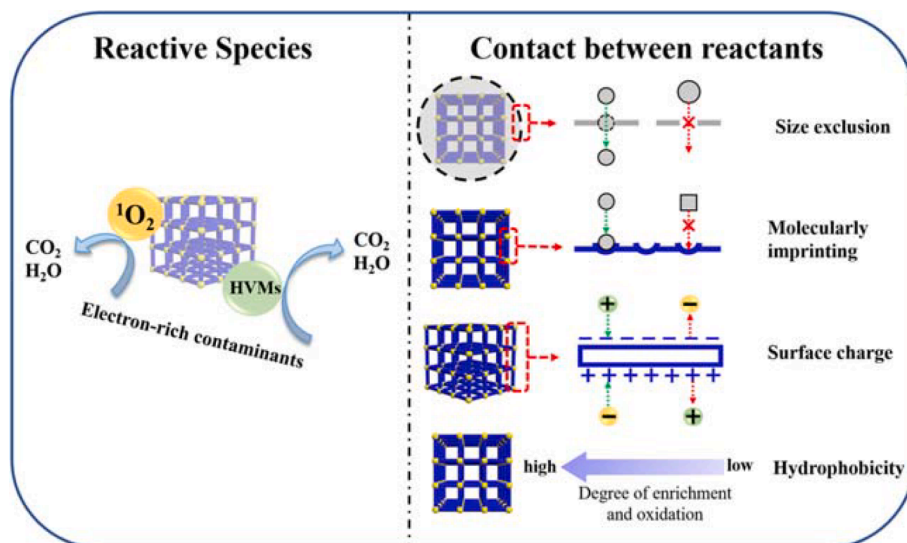 Reactive Species
¹O₂
CO₂
H₂O
HVMs
CO₂
H₂O
Electron-rich contaminants
Contact between reactants
Size exclusion
Molecularly
imprinting
+ −
− − − − − − −
+ + + + + + +
− +
Surface charge
high
low
Hydrophobicity
Degree of enrichment
and oxidation